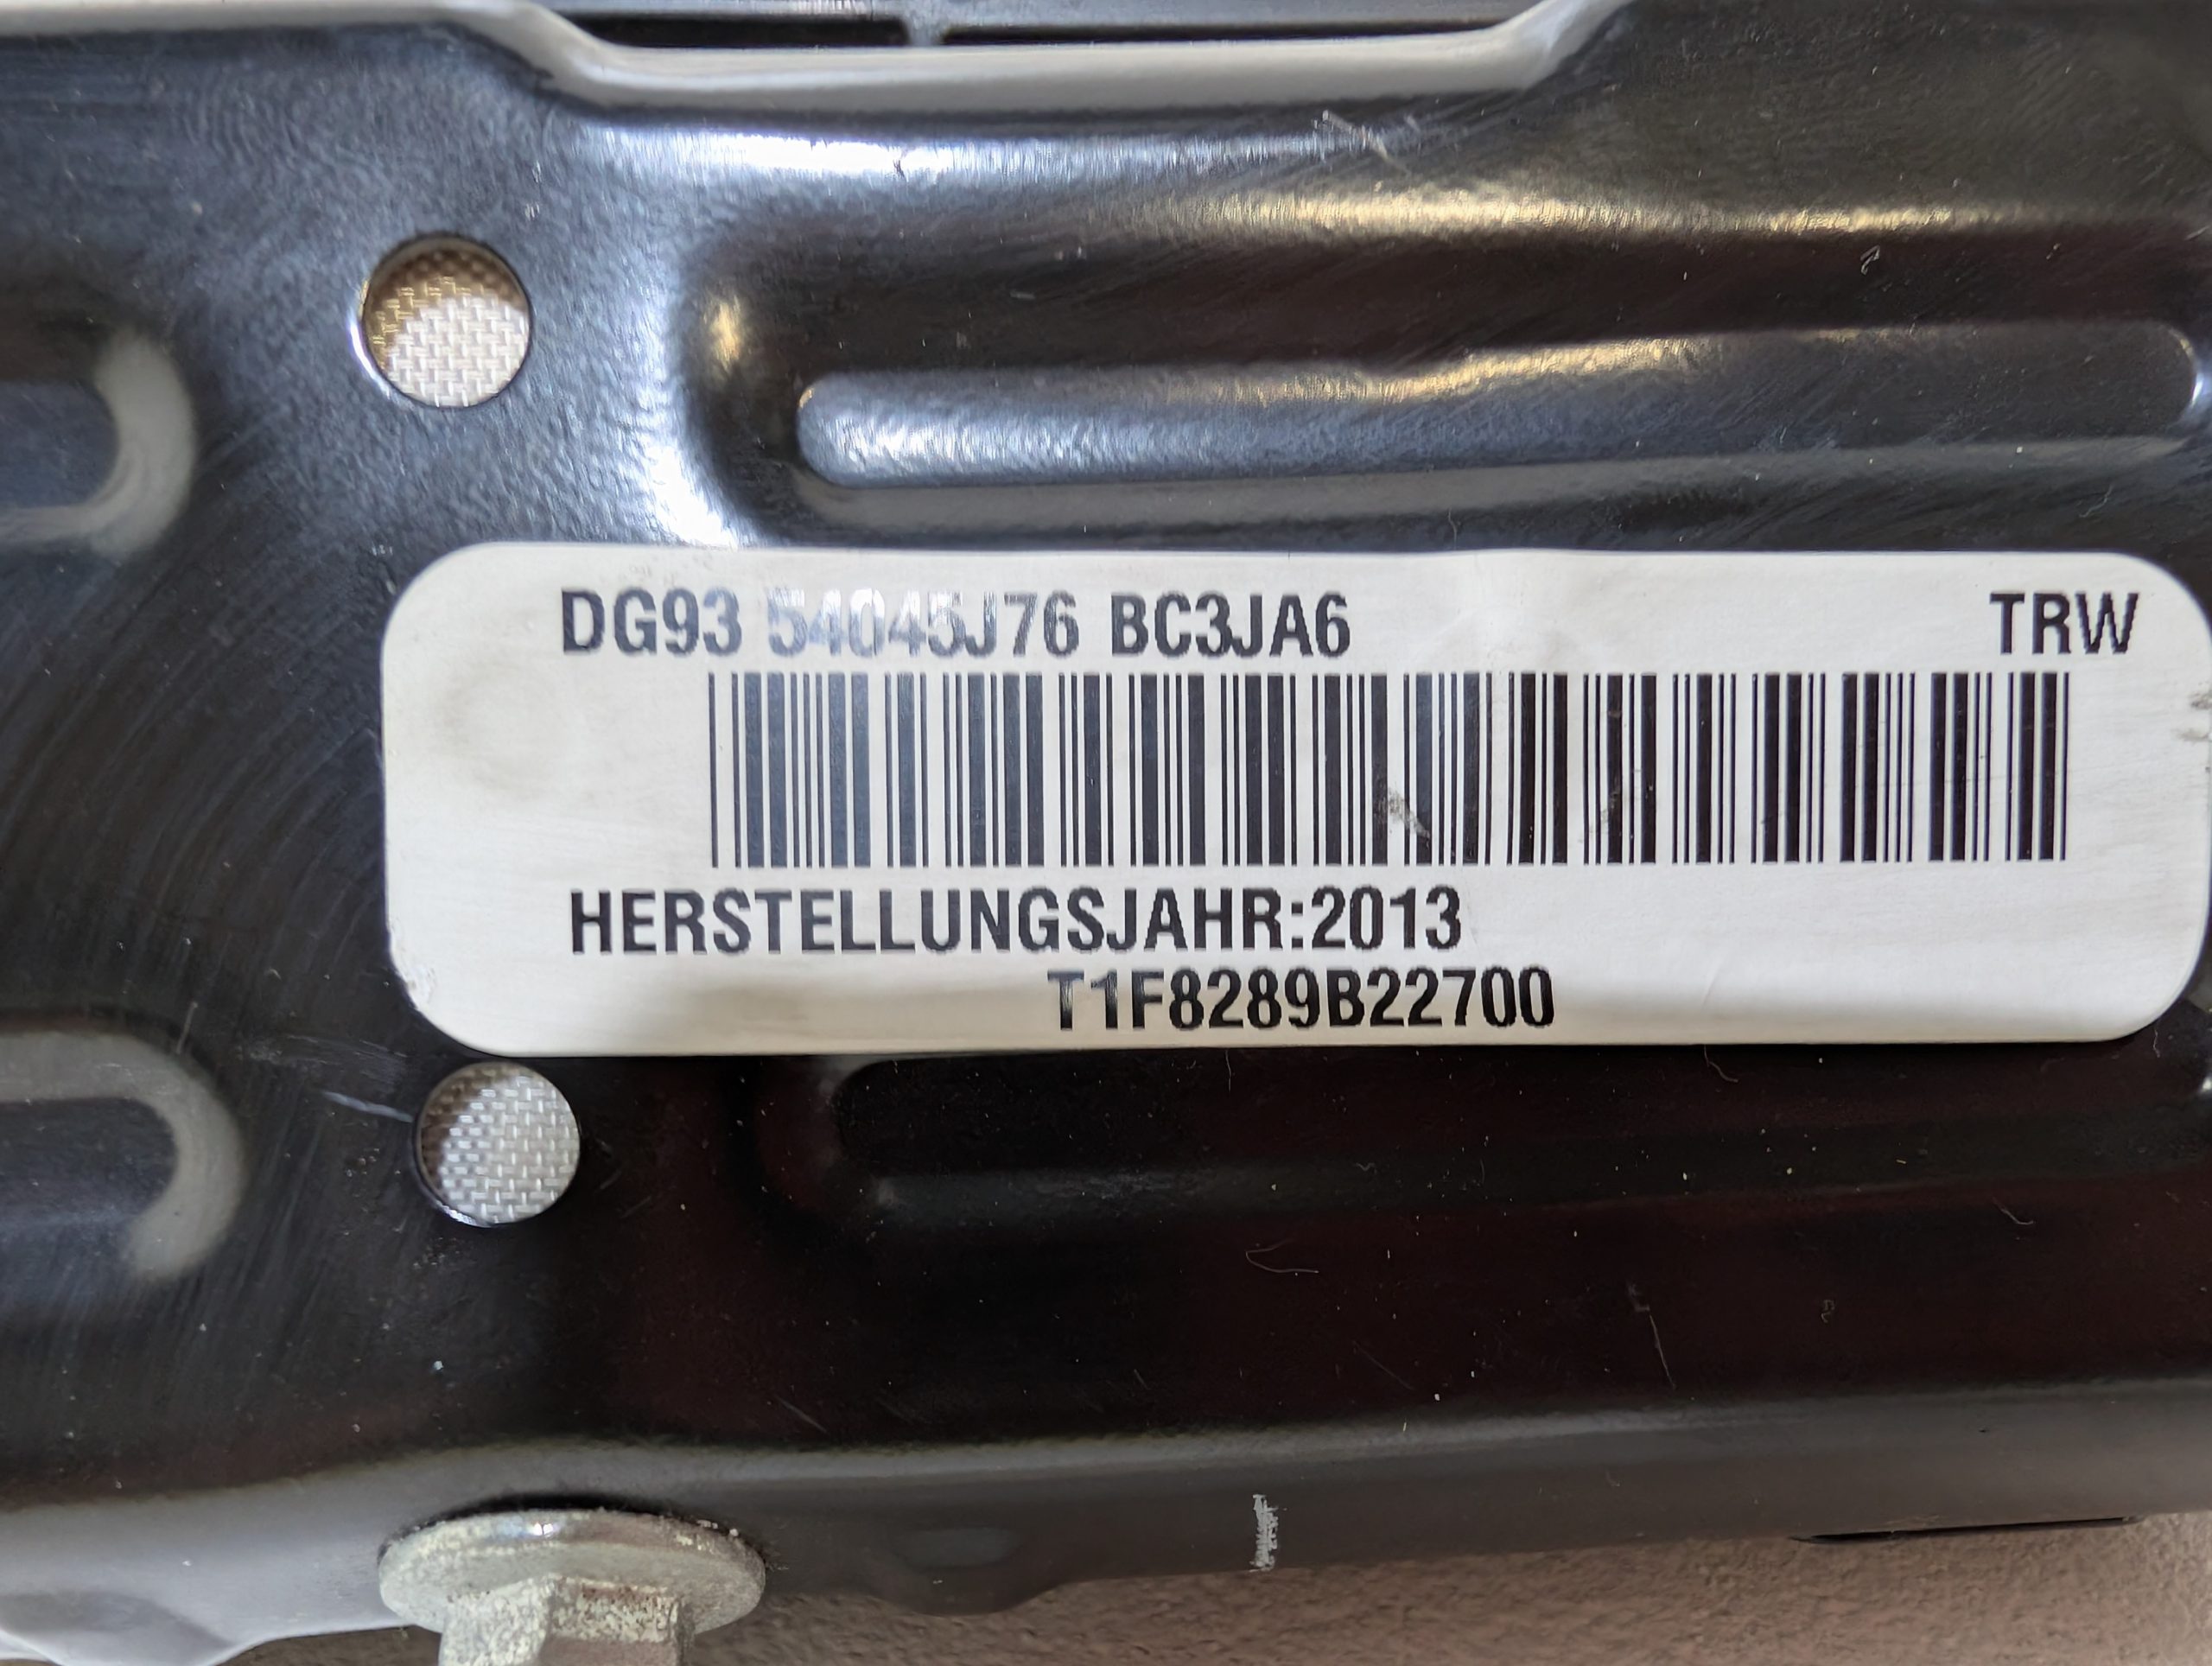 DG93 54045J76 BC3JA6 TRW
HERSTELLUNGSJAHR:2013
T1F8289B22700